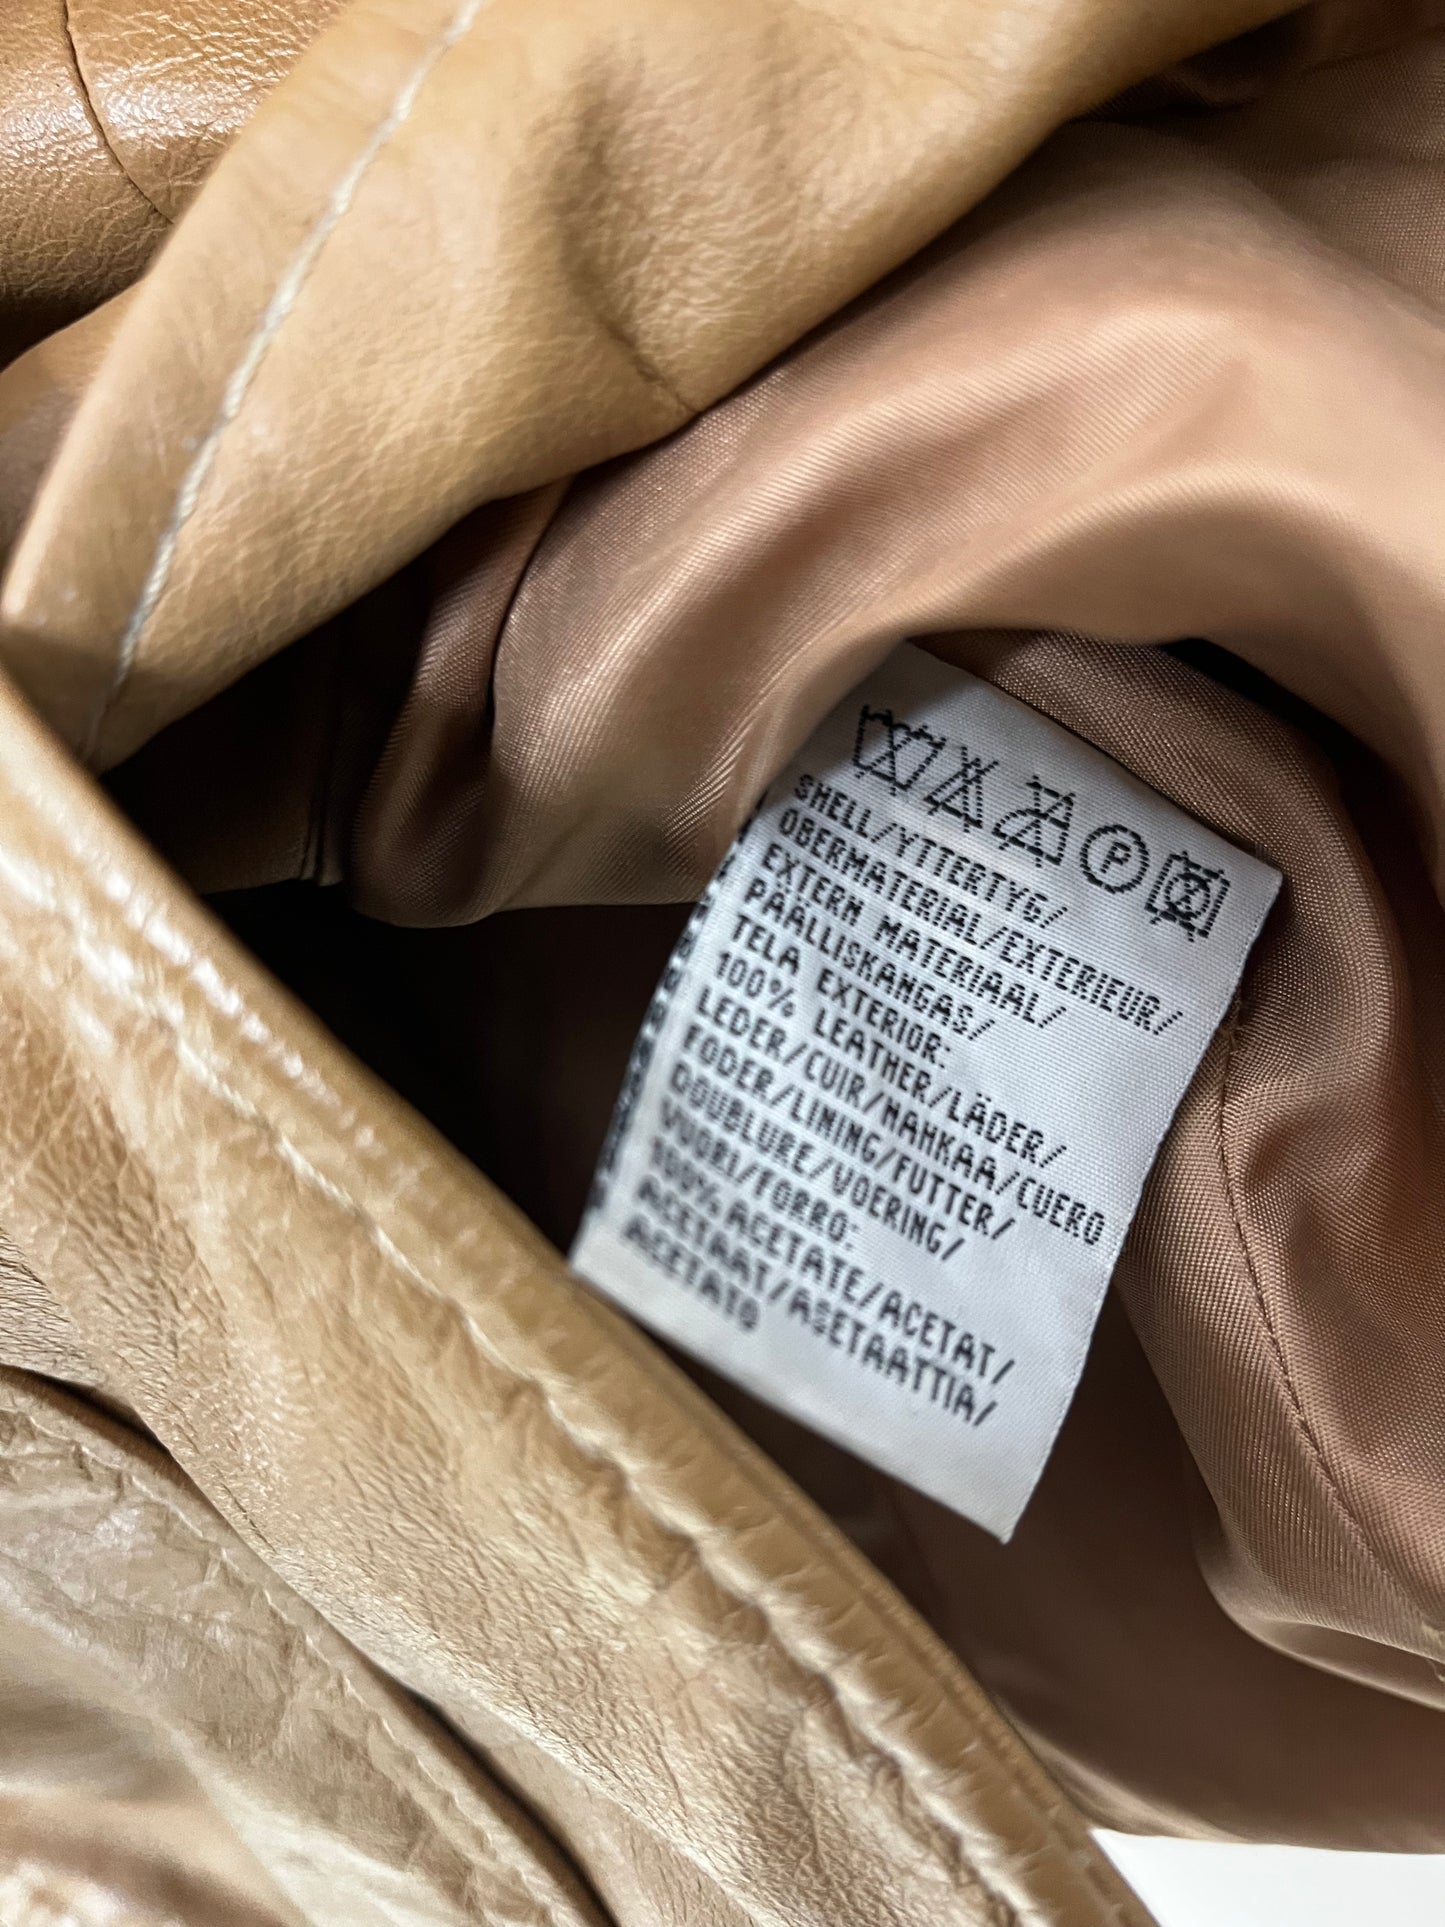 P
SHELL/YTTERTYG/
OBERMATERIAL/EXTERIEUR/
EXTERN MATERIAAL/
PÄÄLLISKANGAS/
TELA EXTERIOR:
100% LEATHER/LÄDER/
LEDER/CUIR/NAHKAA/CUERO
FODER/LINING/FUTTER/
DOUBLURE/VOERING/
VUORI/FORRO:
100% ACETATE/ACETAT/
ACETAAT/ASETAATTIA/
ACETATO